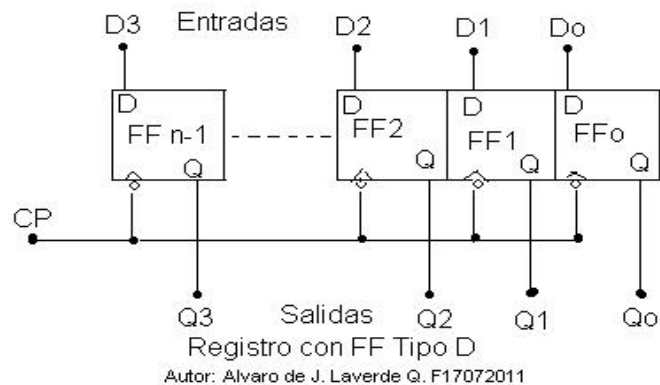 D3 Entradas D2 D1 Do
D D D D
FF n-1 FF2 FF1 FFo
Q Q Q Q
CP
Q3 Salidas Q2 Q1 Qo
Registro con FF Tipo D
Autor: Alvaro de J. Laverde Q. F17072011